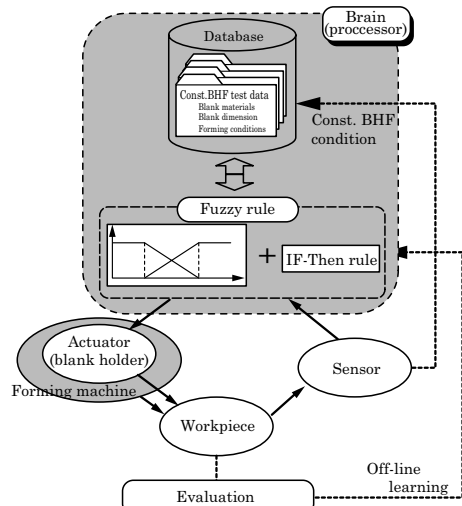 Brain
(proccessor)
Database
Const.BHF test data
Blank materials
Blank dimension
Forming conditions
Const. BHF
condition
Fuzzy rule
+
IF-Then rule
Actuator
(blank holder)
Forming machine
Sensor
Workpiece
Off-line
learning
Evaluation